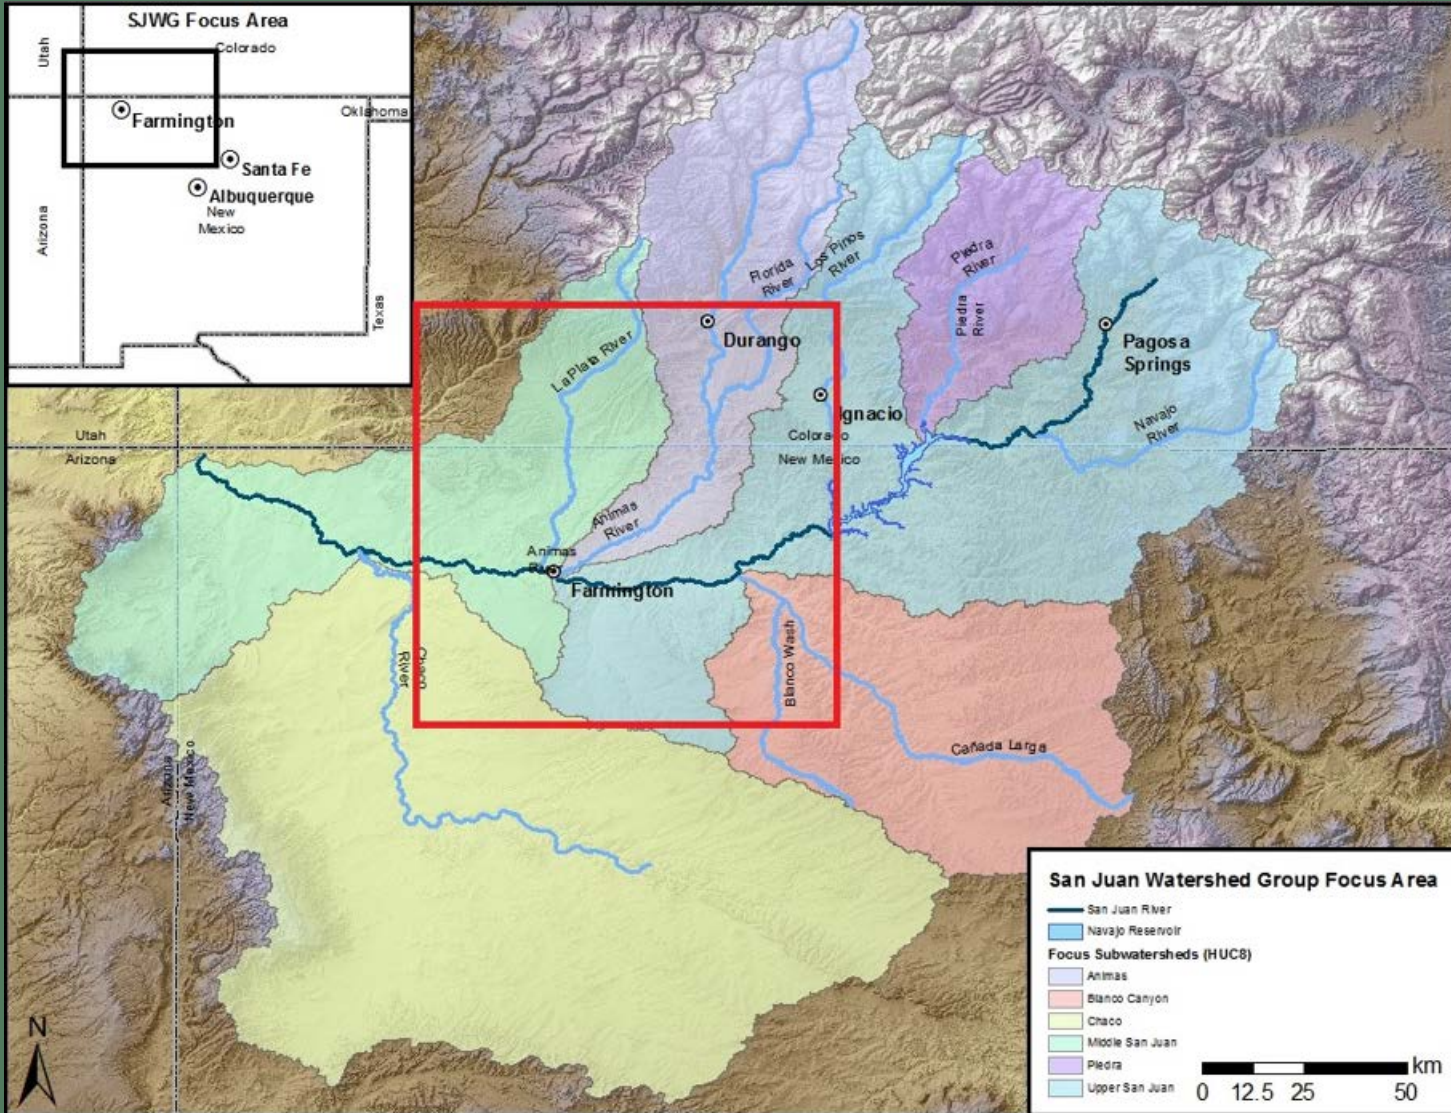 SJWG Focus Area
Utah
Colorado
Farmington
Oklahoma
Santa Fe
Albuquerque
New
Mexico
Arizona
Texas
Florida
River
Los Pinos
River
Piedra
River
Piedra
River
Durango
La Plata River
Pagosa
Springs
Ignacio
Navajo
River
Utah
Arizona
Colorado
New Mexico
Animas
River
Animas
Farmington
Chaco
River
Blanco Wash
Cañada Larga
Arizona
New Mexico
San Juan Watershed Group Focus Area
San Juan River
Navajo Reservoir
Focus Subwatersheds (HUC8)
Animas
Blanco Canyon
Chaco
Middle San Juan
Piedra
Upper San Juan
N
km
0 12.5 25 50